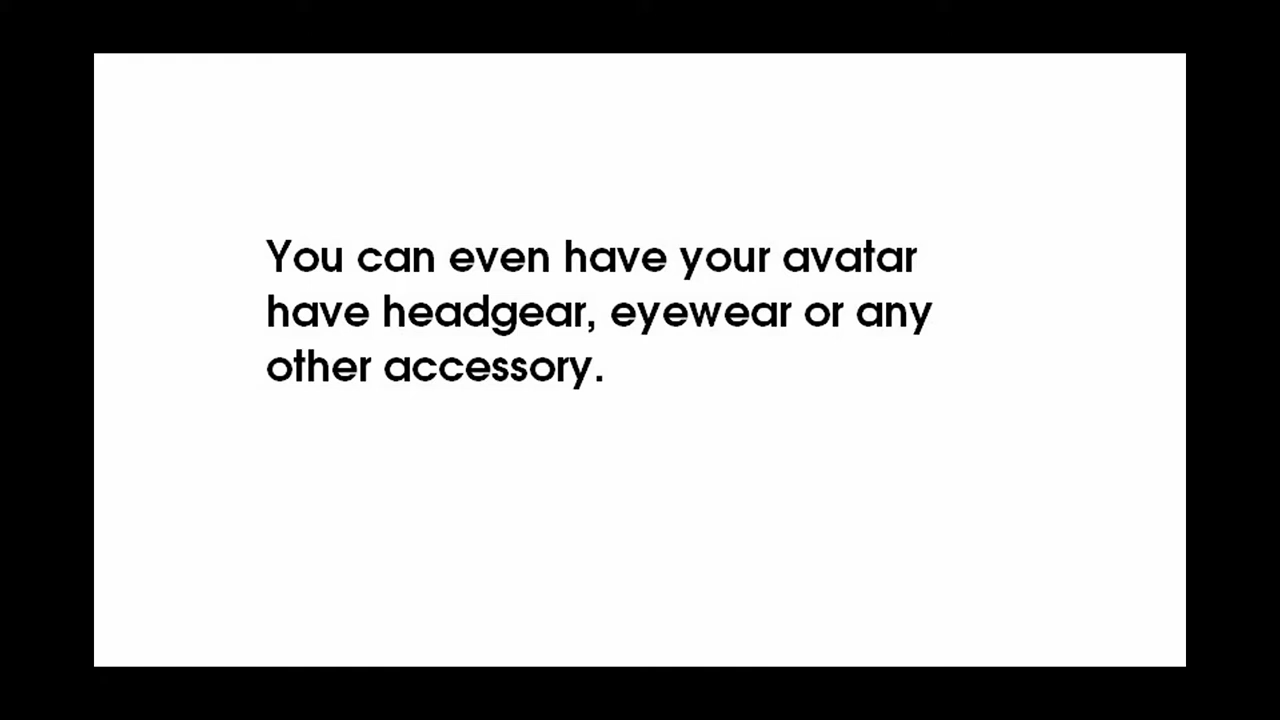 You can even have your avatar
have headgear, eyewear or any
other accessory.